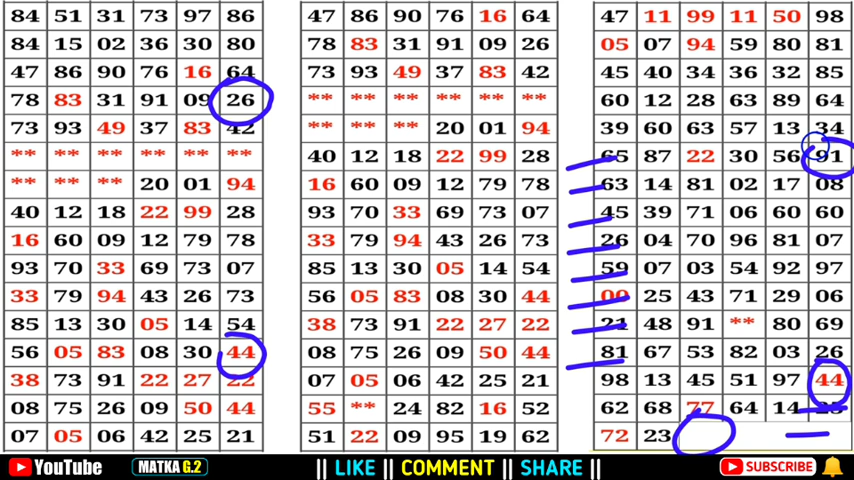 84 51 31 73 97 86
84 15 02 36 30 80
47 86 90 76 16 64
78 83 31 91 09 26
73 93 49 37 83 42
** ** ** ** ** **
** ** ** 20 01 94
40 12 18 22 99 28
16 60 09 12 79 78
93 70 33 69 73 07
33 79 94 43 26 73
85 13 30 05 14 54
56 05 83 08 30 44
38 73 91 22 27 22
08 75 26 09 50 44
07 05 06 42 25 21
47 86 90 76 16 64
78 83 31 91 09 26
73 93 49 37 83 42
** ** ** ** ** **
** ** ** 20 01 94
40 12 18 22 99 28
16 60 09 12 79 78
93 70 33 69 73 07
33 79 94 43 26 73
85 13 30 05 14 54
56 05 83 08 30 44
38 73 91 22 27 22
08 75 26 09 50 44
07 05 06 42 25 21
55 ** 24 82 16 52
51 22 09 95 19 62
47 11 99 11 50 98
05 07 94 59 80 81
45 40 34 36 32 85
60 12 28 63 89 64
39 60 63 57 13 34
65 87 22 30 56 91
63 14 81 02 17 08
45 39 71 06 60 60
26 04 70 96 81 07
59 07 03 54 92 97
00 25 43 71 29 06
21 48 91 ** 80 69
81 67 53 82 03 26
98 13 45 51 97 44
62 68 77 64 14 25
72 23
YouTube MATKA G.2 || LIKE || COMMENT || SHARE || SUBSCRIBE